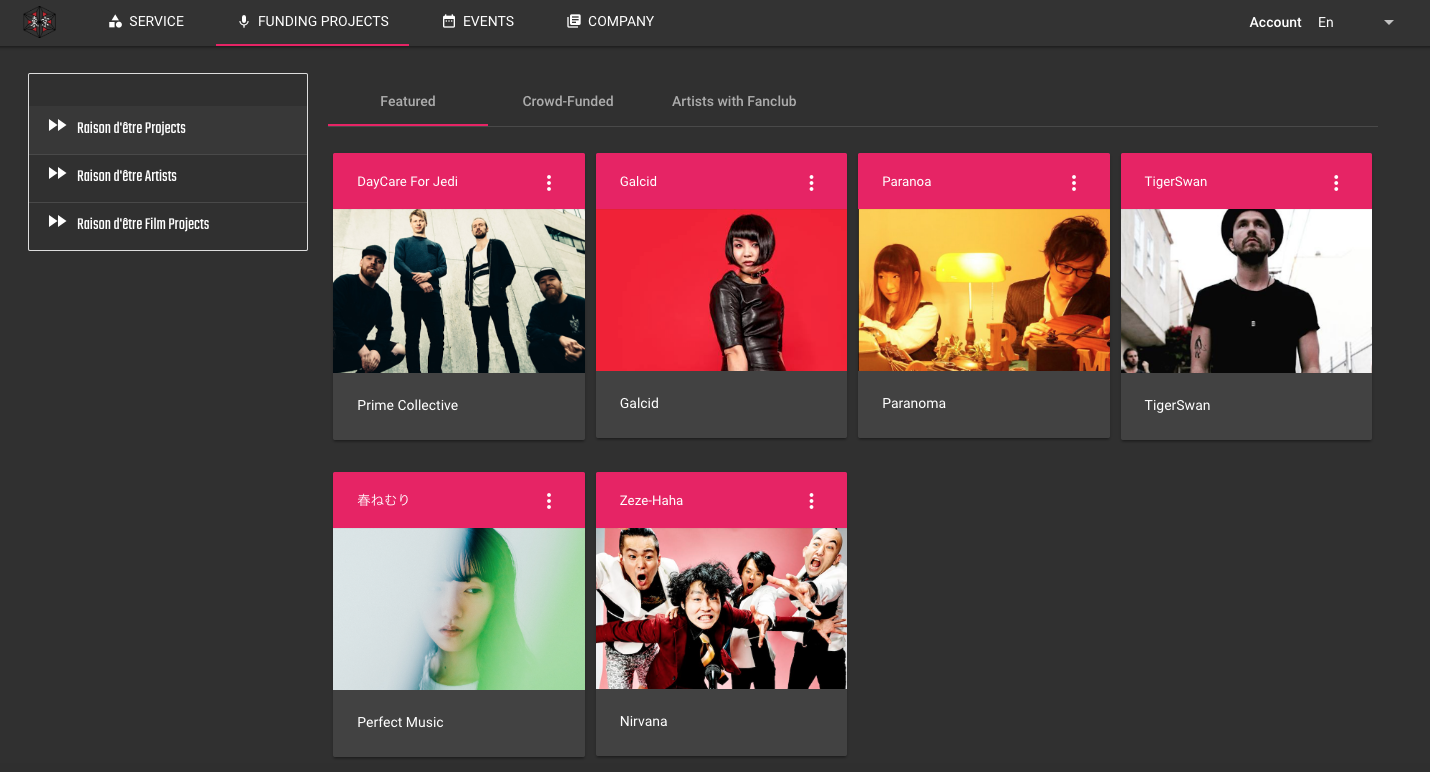 SERVICE
FUNDING PROJECTS
EVENTS
COMPANY
Account
En
Raison d'être Projects
Raison d'être Artists
Raison d'être Film Projects
Featured
Crowd-Funded
Artists with Fanclub
DayCare For Jedi
Galcid
Paranoa
TigerSwan
R
M
Prime Collective
Galcid
Paranoma
TigerSwan
春ねむり
Zeze-Haha
Perfect Music
Nirvana